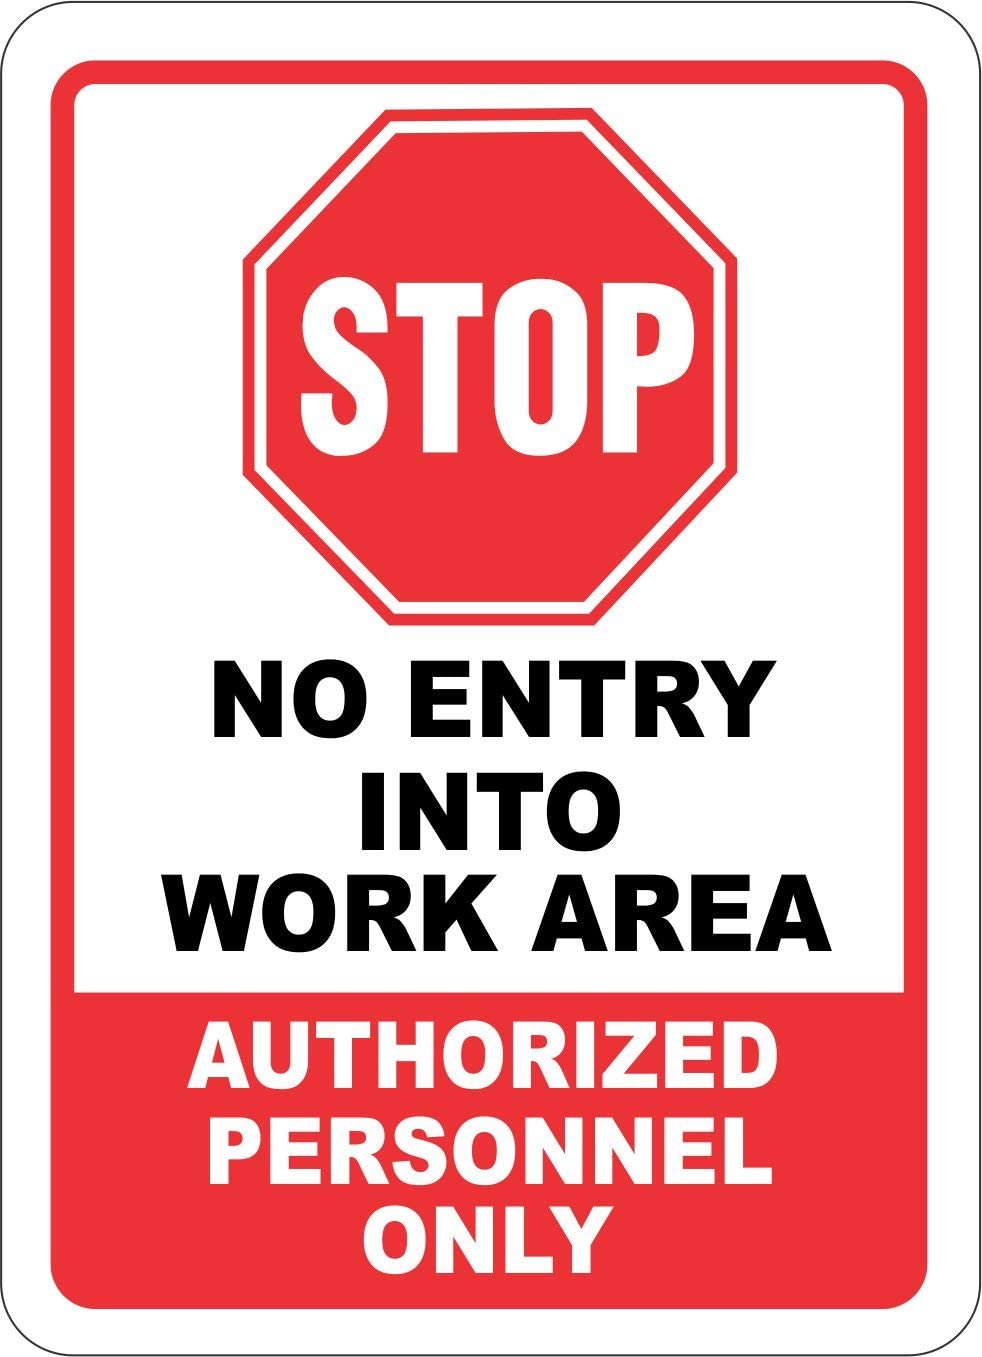 STOP
NO ENTRY
INTO
WORK AREA
AUTHORIZED
PERSONNEL
ONLY